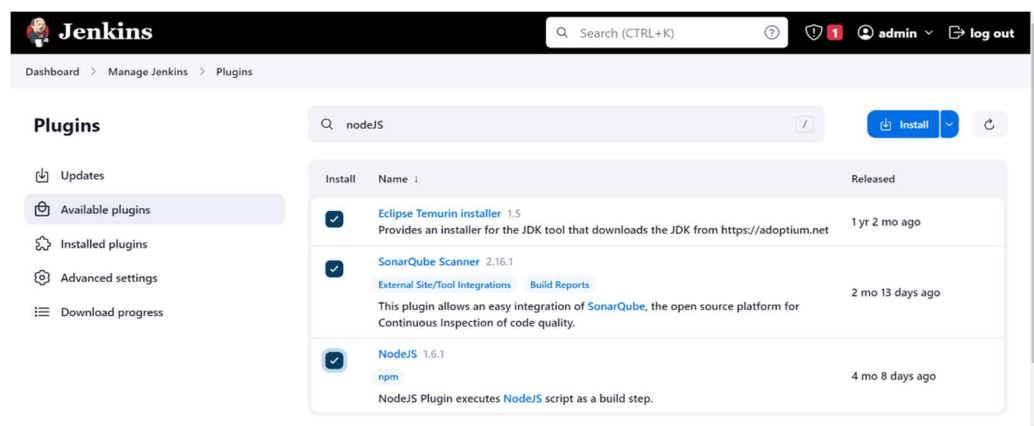 Jenkins
Search (CTRL+K)
1
admin
log out
Dashboard > Manage Jenkins > Plugins
Plugins
nodeJS
/
Install
Updates
Available plugins
Installed plugins
Advanced settings
Download progress
Install Name ↓ Released
Eclipse Temurin installer 1.5
Provides an installer for the JDK tool that downloads the JDK from https://adoptium.net
1 yr 2 mo ago
SonarQube Scanner 2.16.1
External Site/Tool Integrations Build Reports
This plugin allows an easy integration of SonarQube, the open source platform for
Continuous Inspection of code quality.
2 mo 13 days ago
NodeJS 1.6.1
npm
NodeJS Plugin executes NodeJS script as a build step.
4 mo 8 days ago